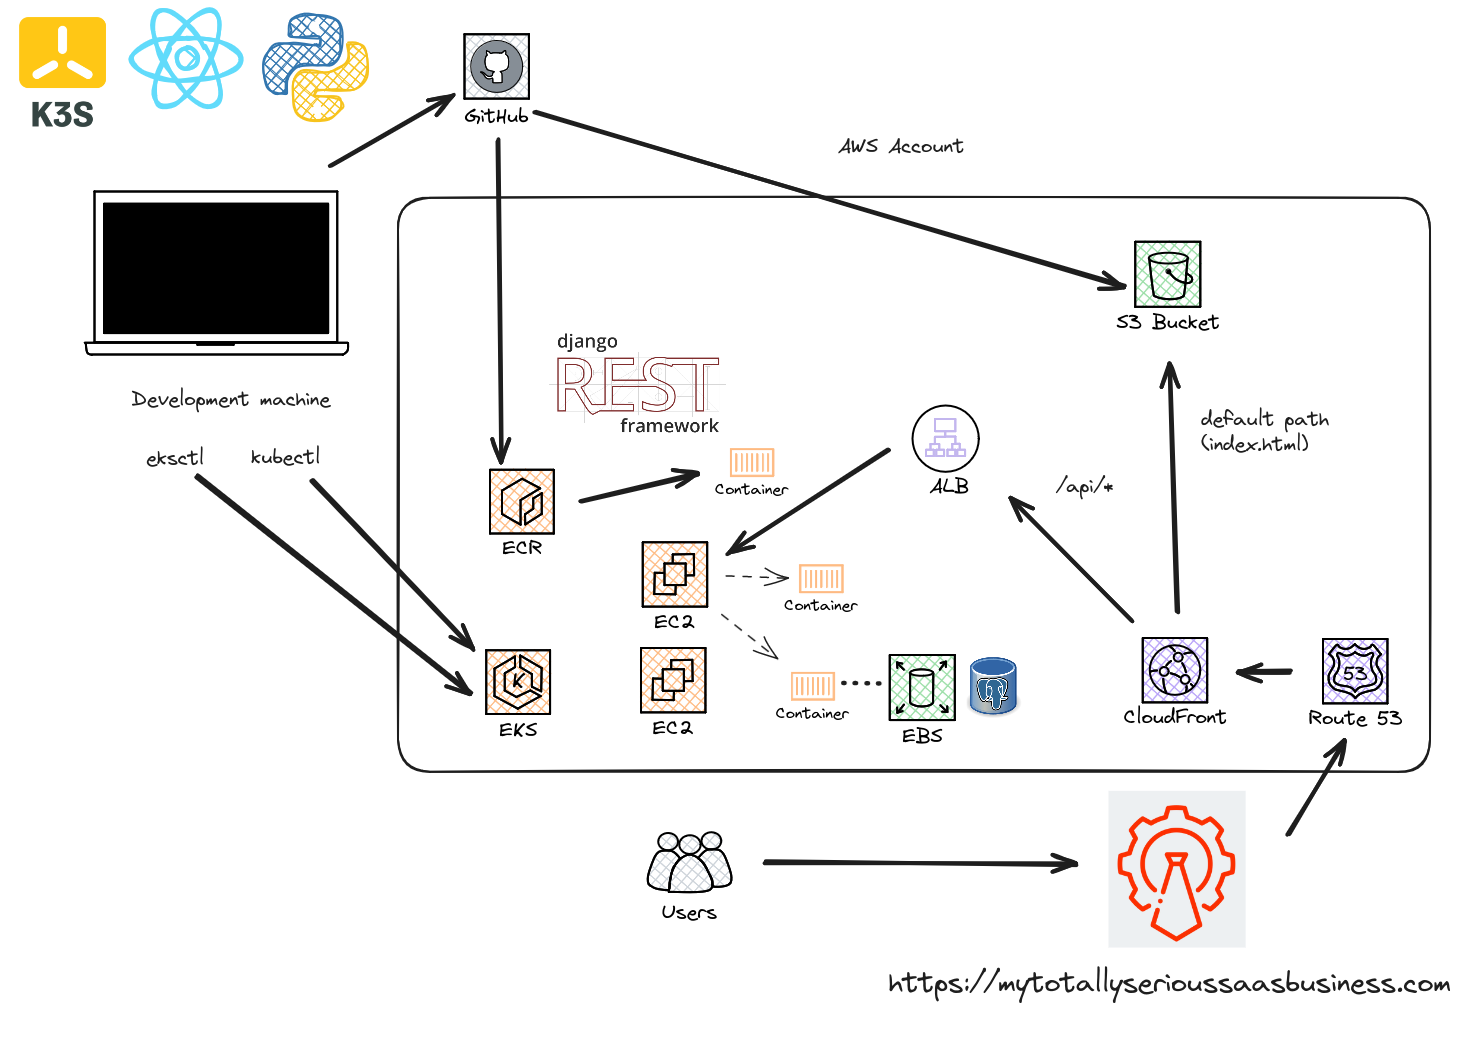 K3S
GitHub
AWS Account
S3 Bucket
django
REST
framework
Development machine
default path
(index.html)
eksctl
kubectl
ALB
/api/*
Container
ECR
Container
EC2
K
53
Container
EKS
EC2
EBS
CloudFront
Route 53
Users
https://mytotallyserioussaasbusiness.com